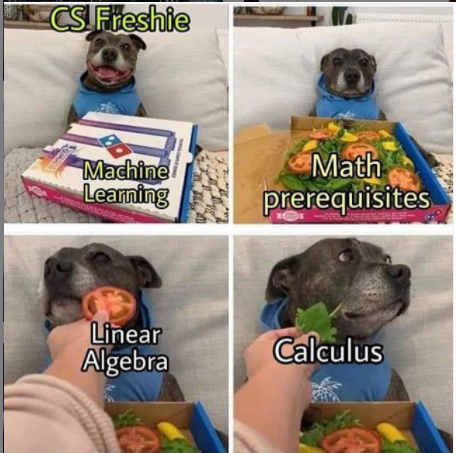 CS Freshie
Machine
Learning
Math
prerequisites
Linear
Algebra
Calculus